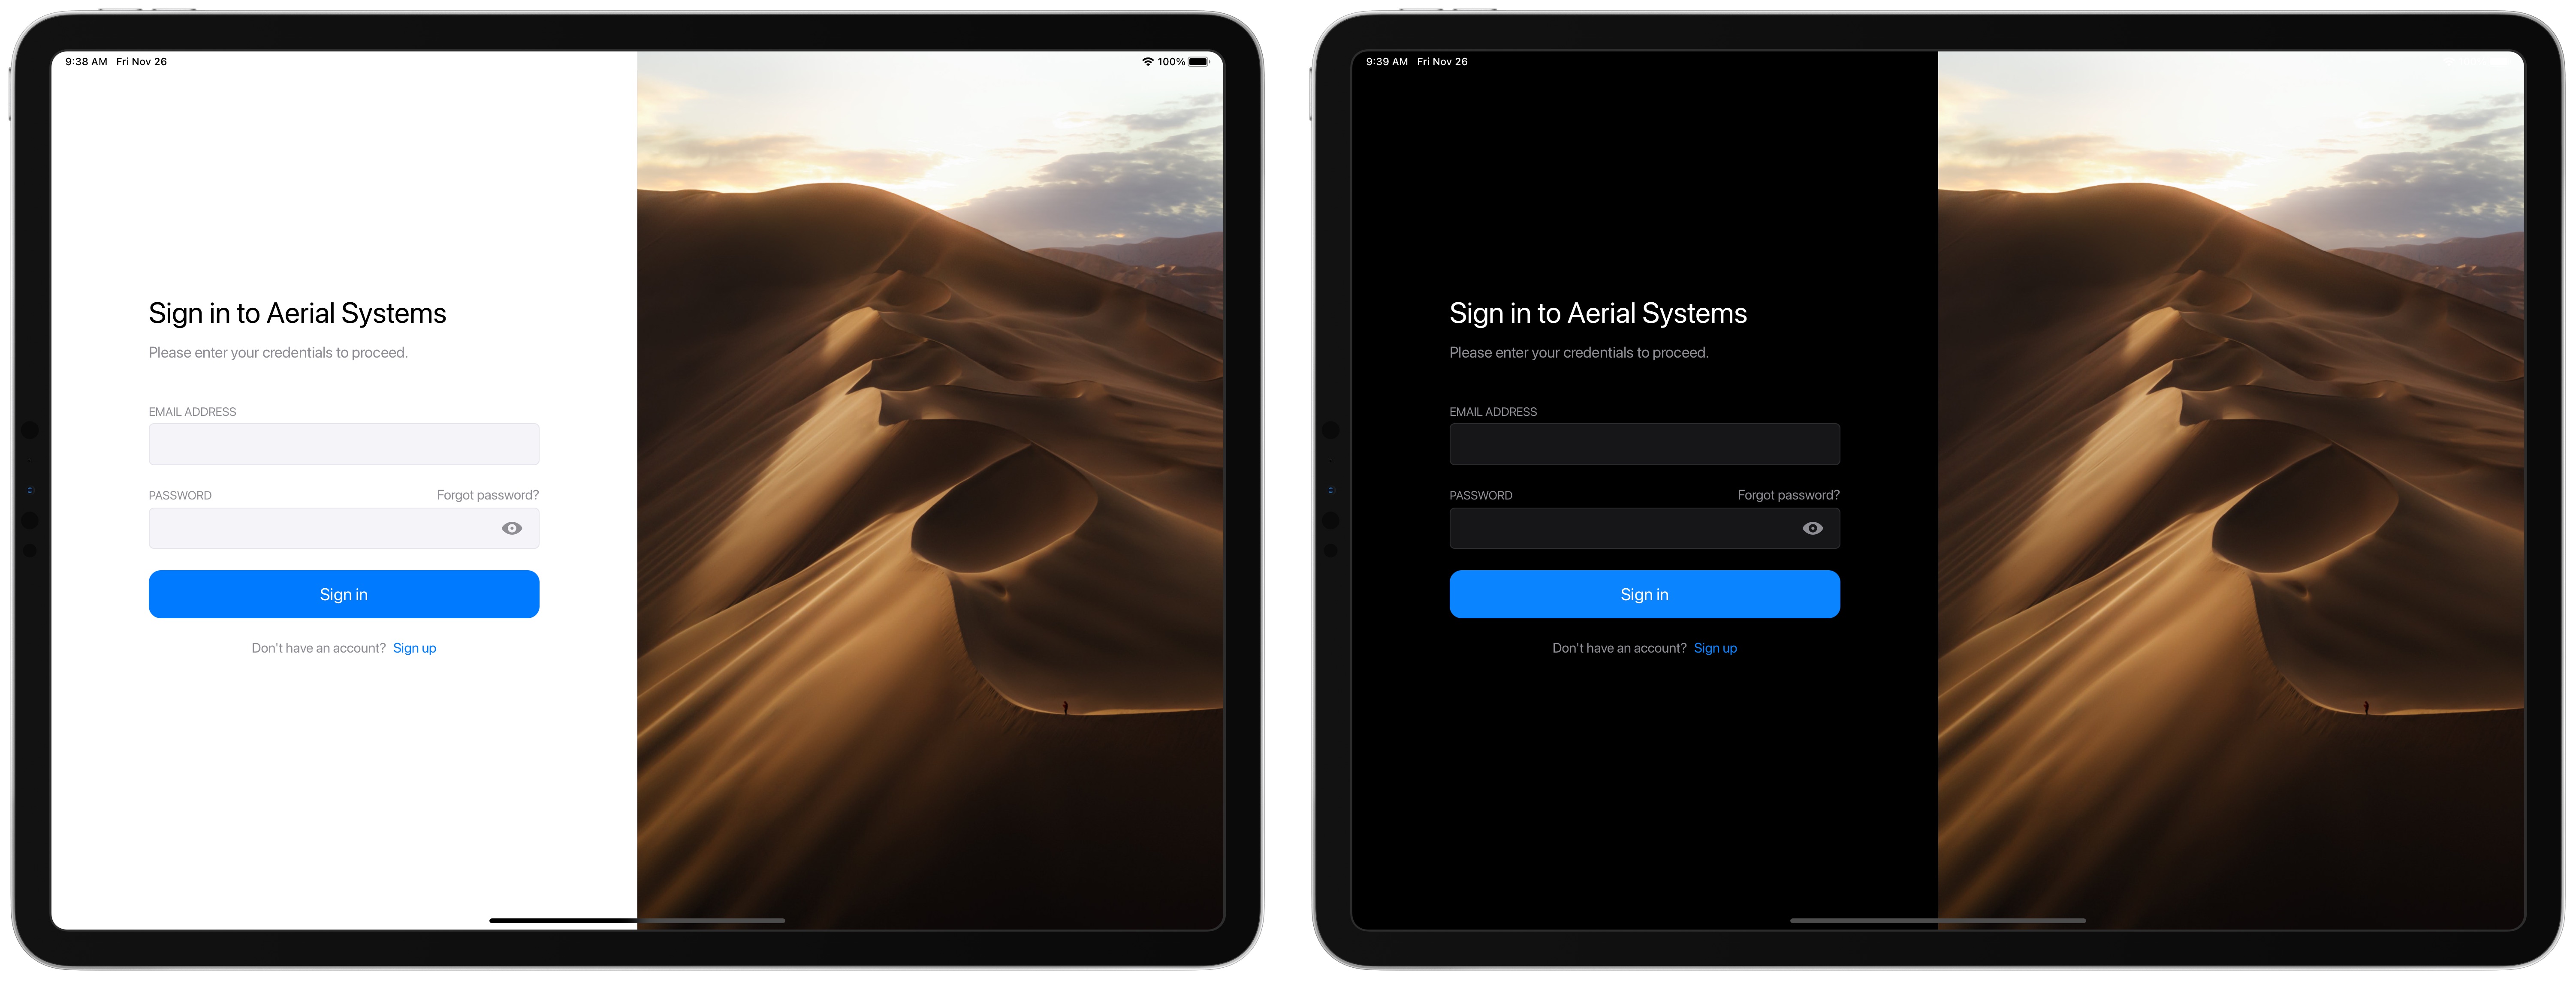 9:38 AM Fri Nov 26
100%
Sign in to Aerial Systems
Please enter your credentials to proceed.
EMAIL ADDRESS
PASSWORD
Forgot password?
Sign in
Don't have an account? Sign up
9:39 AM Fri Nov 26
Sign in to Aerial Systems
Please enter your credentials to proceed.
EMAIL ADDRESS
PASSWORD
Forgot password?
Sign in
Don't have an account? Sign up